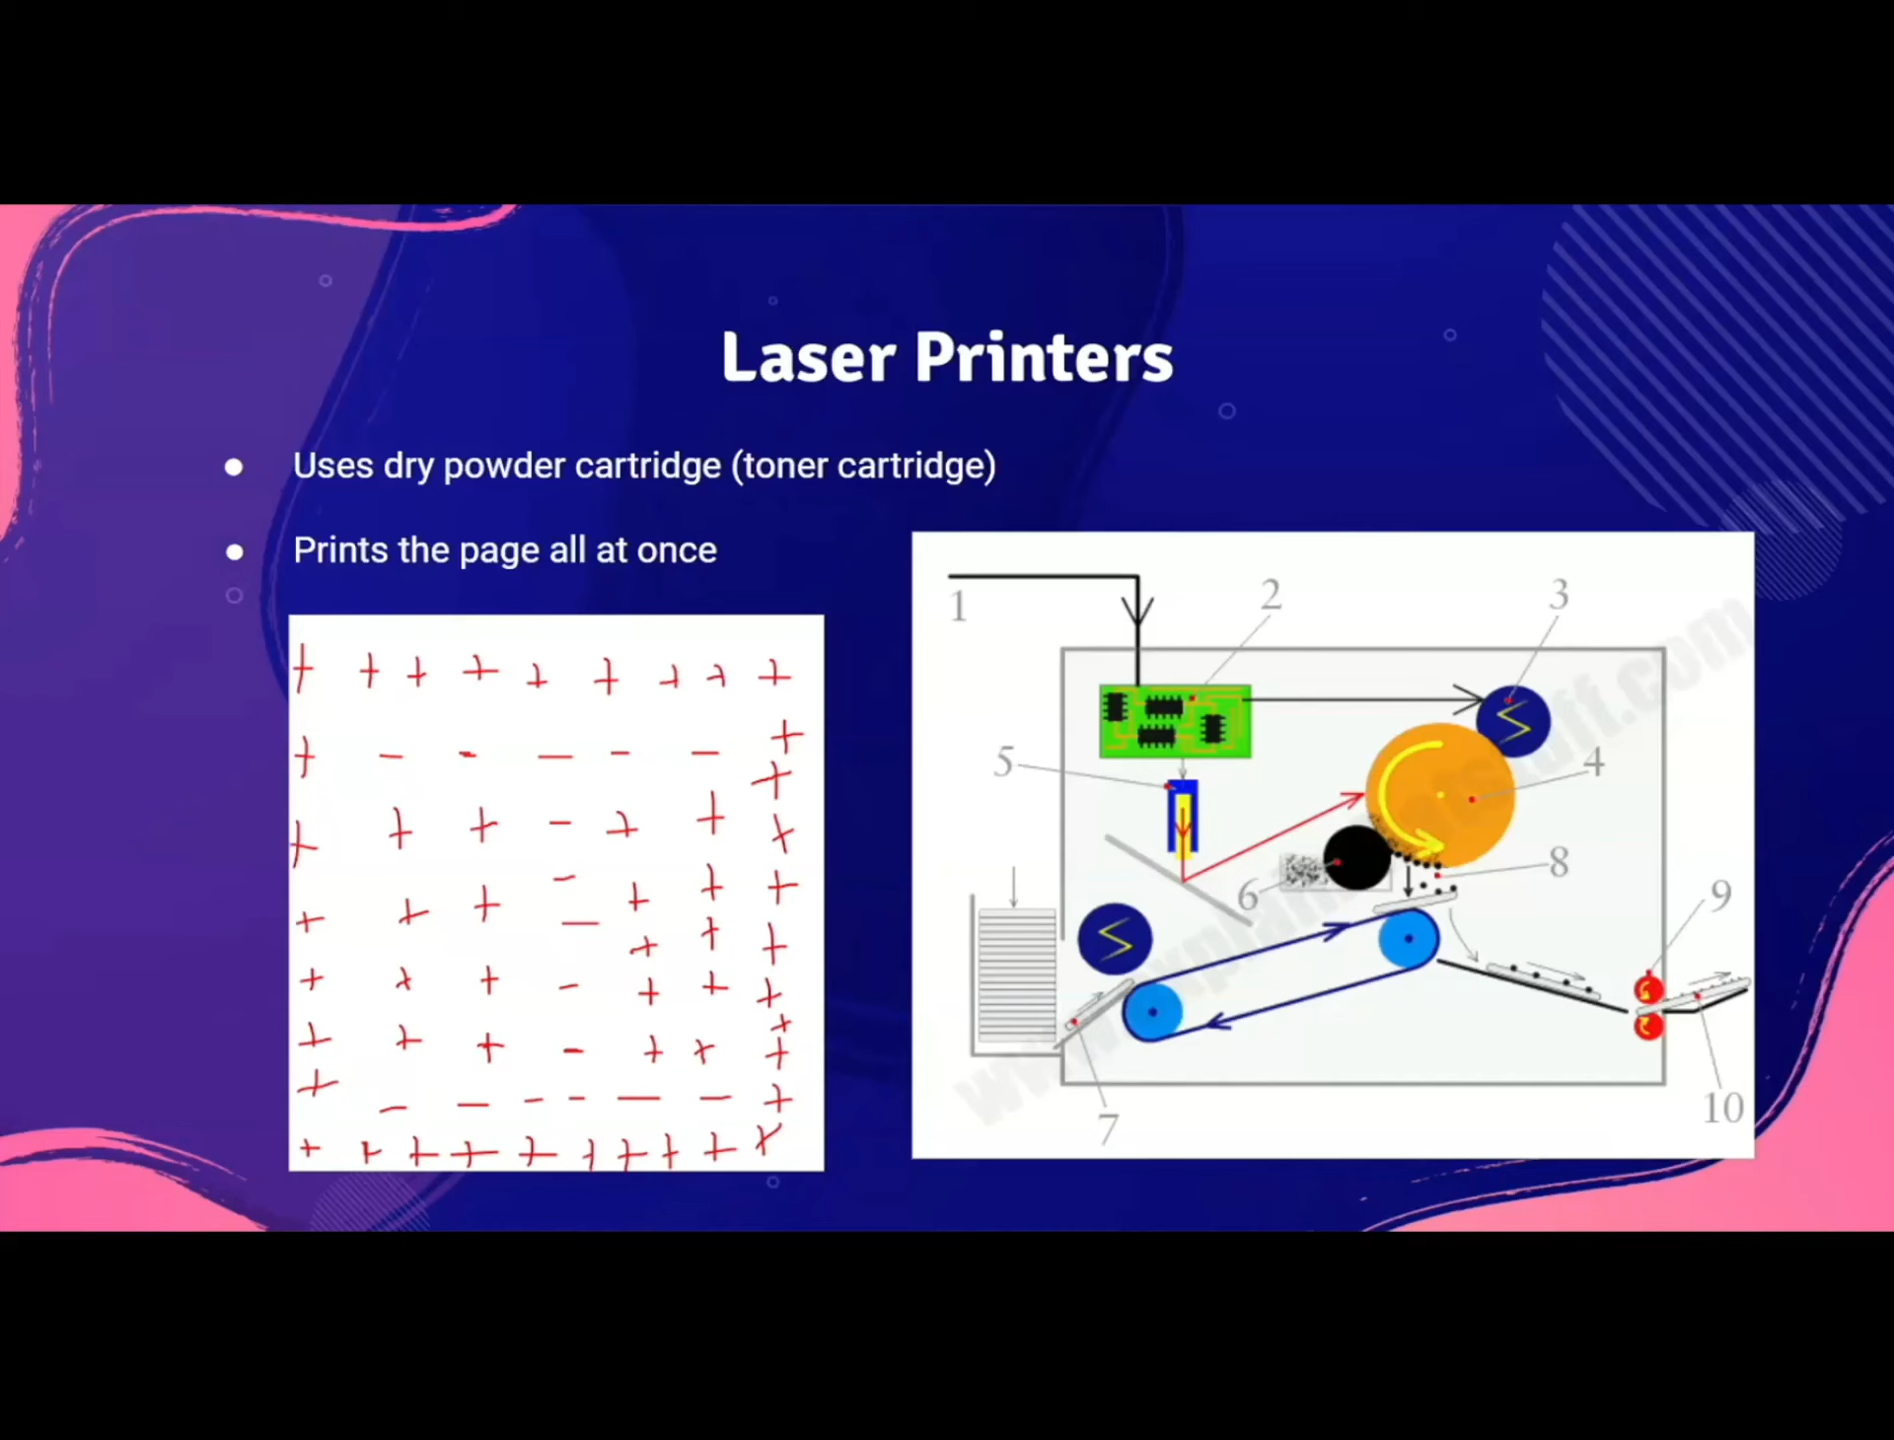 Laser Printers
● Uses dry powder cartridge (toner cartridge)
● Prints the page all at once
+ + + + + + + + +
+ - - - - - +
+
+ + + - + + +
+ + + - + + +
- + + +
+ + + - + + +
+
+ + + - + + +
+ - - - - - - +
+ + + + + + + + + +
1
2
3
4
5
6
7
8
9
10